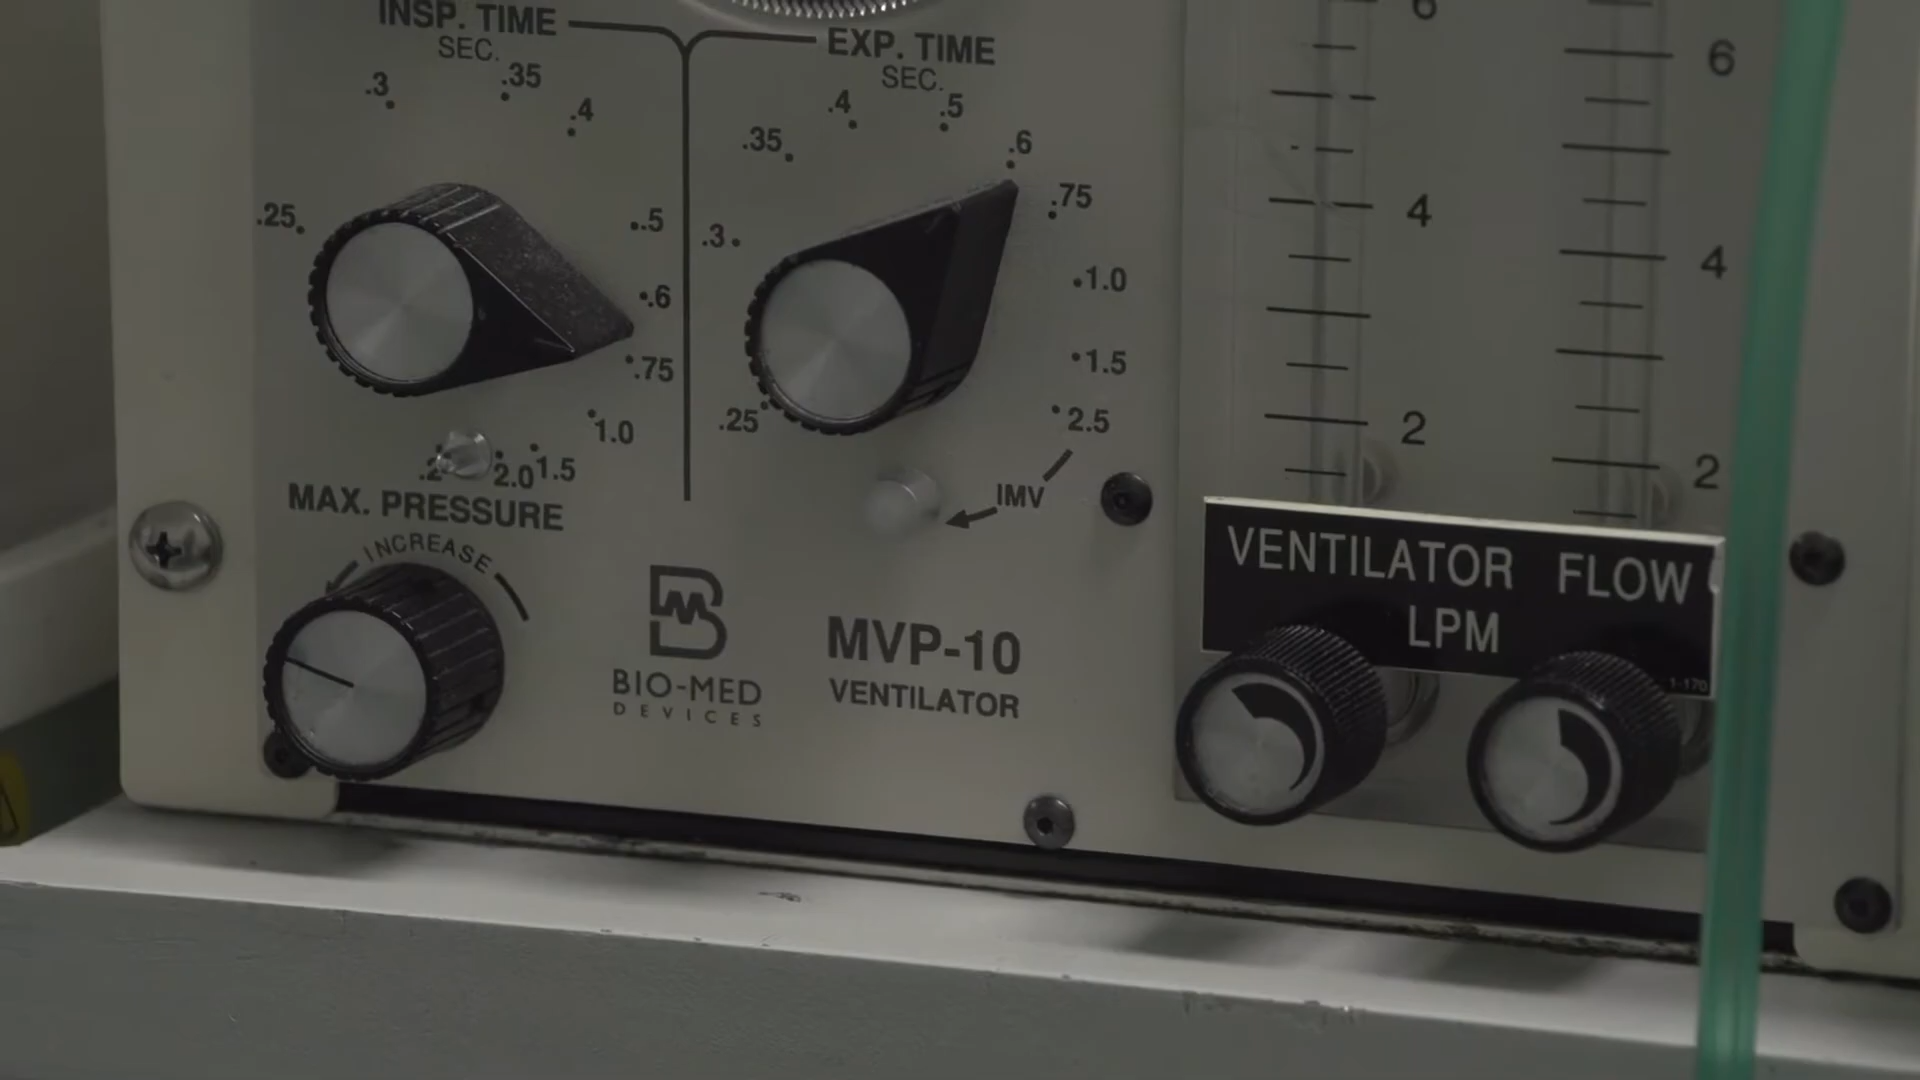 INSP. TIME
SEC.
.3
.35
.4
.25
.5
.6
.75
1.0
1.5
2.0
.2
EXP. TIME
SEC.
.4
.5
.35
.6
.75
.3
1.0
1.5
.25
2.5
IMV
MAX. PRESSURE
INCREASE
BIO-MED
DEVICES
MVP-10
VENTILATOR
6
4
2
6
4
2
VENTILATOR FLOW
LPM
1-170